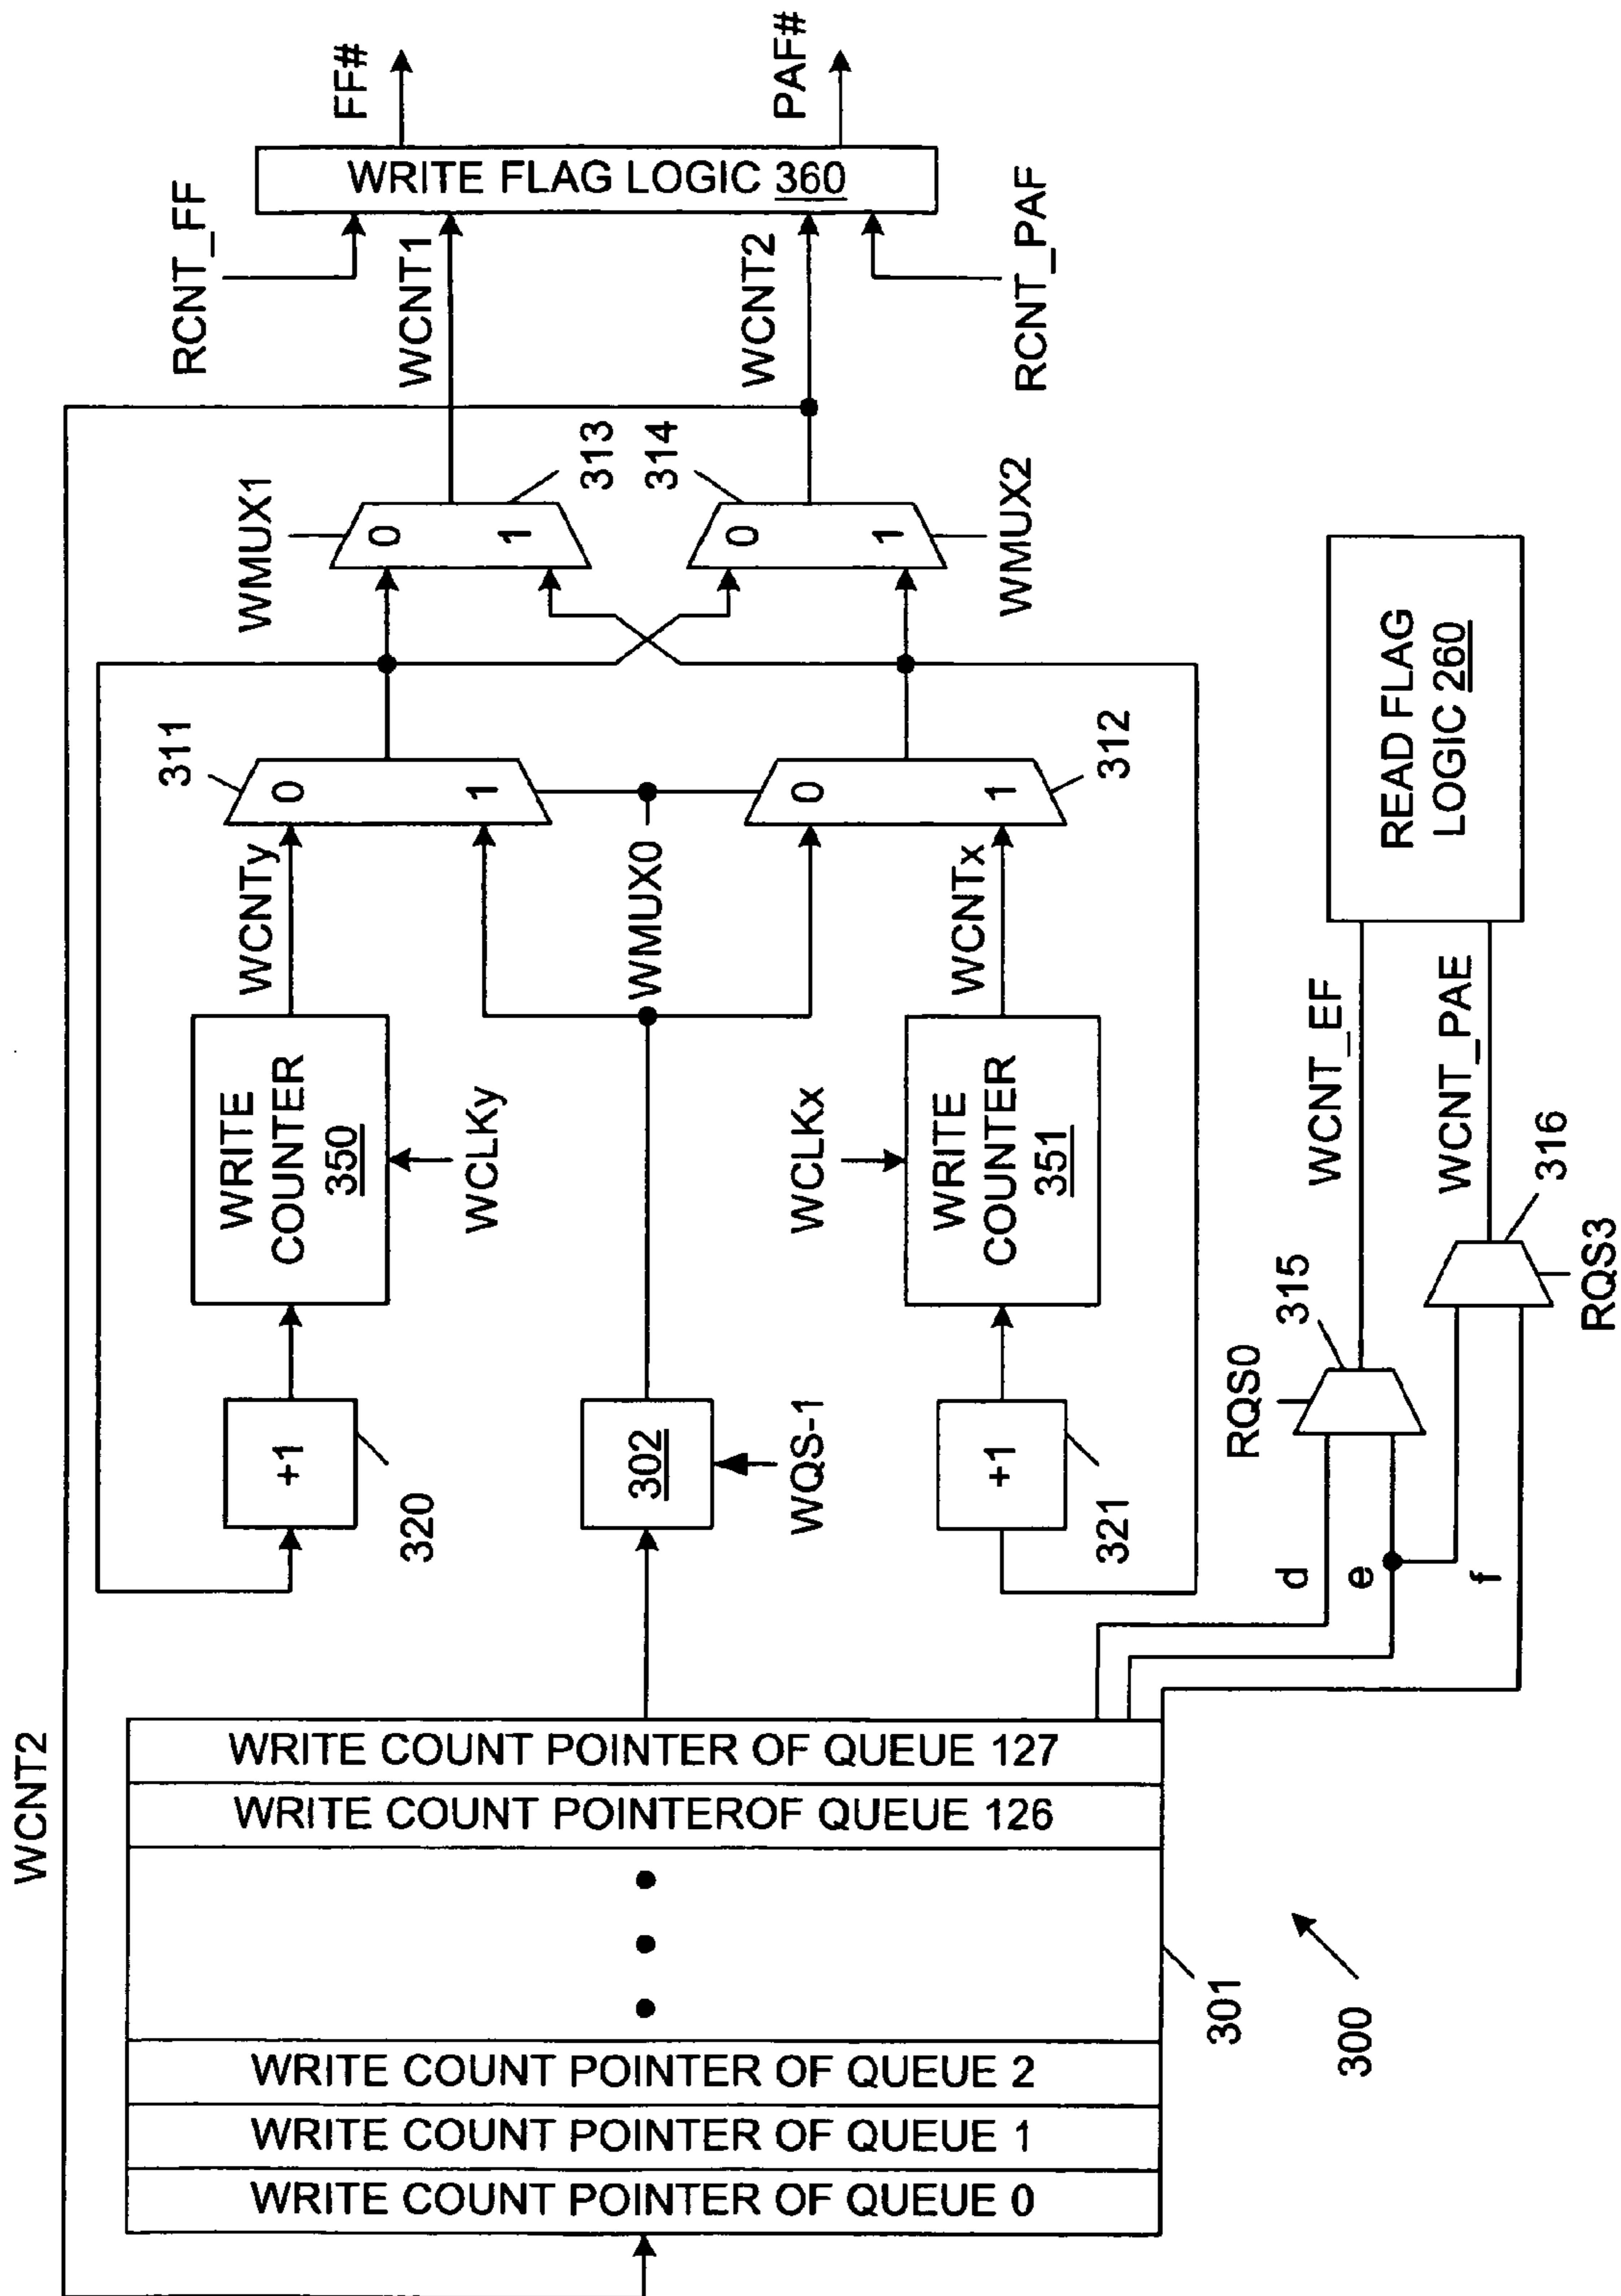 WCNT2
WRITE COUNT POINTER OF QUEUE 0
WRITE COUNT POINTER OF QUEUE 1
WRITE COUNT POINTER OF QUEUE 2
WRITE COUNT POINTEROF QUEUE 126
WRITE COUNT POINTER OF QUEUE 127
301
300
+1
320
302
WQS-1
+1
321
WRITE
COUNTER
350
WCLKy
WCLKx
WRITE
COUNTER
351
WCNTy
WMUX0
WCNTx
311
0
1
0
1
312
WMUX1
0
1
313
314
0
1
WMUX2
RCNT_FF
WCNT1
WCNT2
RCNT_PAF
WRITE FLAG LOGIC 360
FF#
PAF#
d
e
f
RQS0
315
316
RQS3
WCNT_EF
WCNT_PAE
READ FLAG
LOGIC 260